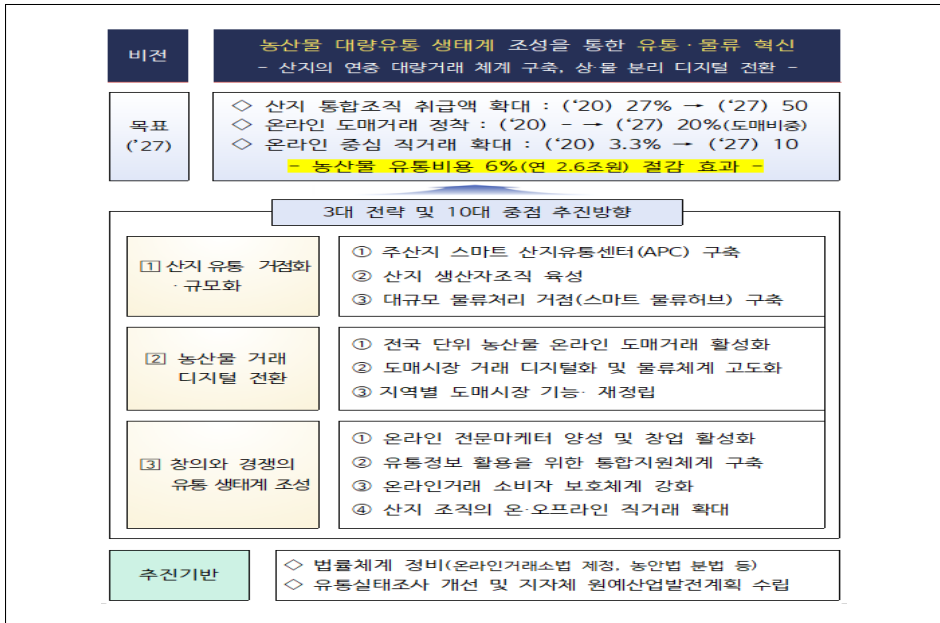 비전
농산물 대량유통 생태계 조성을 통한 유통·물류 혁신
- 산지의 연중 대량거래 체계 구축, 상·물 분리 디지털 전환 -
목표
('27)
◇ 산지 통합조직 취급액 확대 : ('20) 27% → ('27) 50
◇ 온라인 도매거래 정착 : ('20) - → ('27) 20%(도매비중)
◇ 온라인 중심 직거래 확대 : ('20) 3.3% → ('27) 10
- 농산물 유통비용 6%(연 2.6조원) 절감 효과 -
3대 전략 및 10대 중점 추진방향
1 산지 유통 거점화
·규모화
① 주산지 스마트 산지유통센터(APC) 구축
② 산지 생산자조직 육성
③ 대규모 물류처리 거점(스마트 물류허브) 구축
2 농산물 거래
디지털 전환
① 전국 단위 농산물 온라인 도매거래 활성화
② 도매시장 거래 디지털화 및 물류체계 고도화
③ 지역별 도매시장 기능· 재정립
3 창의와 경쟁의
유통 생태계 조성
① 온라인 전문마케터 양성 및 창업 활성화
② 유통정보 활용을 위한 통합지원체계 구축
③ 온라인거래 소비자 보호체계 강화
④ 산지 조직의 온·오프라인 직거래 확대
추진기반
◇ 법률체계 정비(온라인거래소법 제정, 농안법 분법 등)
◇ 유통실태조사 개선 및 지자체 원예산업발전계획 수립